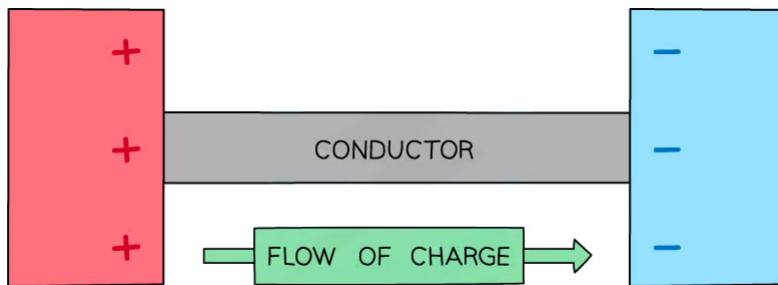 + −
+ CONDUCTOR −
+ FLOW OF CHARGE −